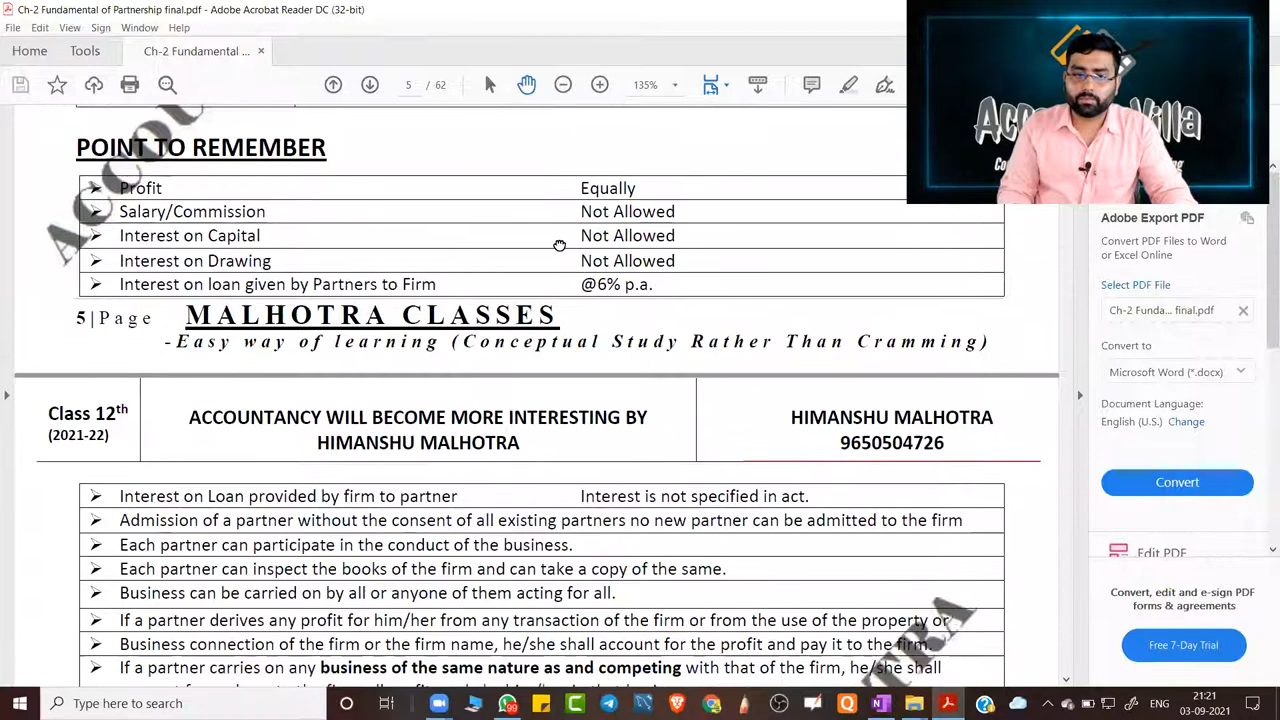 Ch-2 Fundamental of Partnership final.pdf - Adobe Acrobat Reader DC (32-bit)
File Edit View Sign Window Help
Home Tools Ch-2 Fundamental ... ×
5 / 62 135%
POINT TO REMEMBER
Profit Equally
Salary/Commission Not Allowed
Interest on Capital Not Allowed
Interest on Drawing Not Allowed
Interest on loan given by Partners to Firm @6% p.a.
5|Page MALHOTRA CLASSES
-Easy way of learning (Conceptual Study Rather Than Cramming)
Class 12th (2021-22)
ACCOUNTANCY WILL BECOME MORE INTERESTING BY
HIMANSHU MALHOTRA
HIMANSHU MALHOTRA
9650504726
Interest on Loan provided by firm to partner Interest is not specified in act.
Admission of a partner without the consent of all existing partners no new partner can be admitted to the firm
Each partner can participate in the conduct of the business.
Each partner can inspect the books of the firm and can take a copy of the same.
Business can be carried on by all or anyone of them acting for all.
If a partner derives any profit for him/her from any transaction of the firm or from the use of the property or
Business connection of the firm or the firm name, he/she shall account for the profit and pay it to the firm.
If a partner carries on any business of the same nature as and competing with that of the firm, he/she shall
Adobe Export PDF
Convert PDF Files to Word
or Excel Online
Select PDF File
Ch-2 Funda... final.pdf
Convert to
Microsoft Word (*.docx)
Document Language:
English (U.S.) Change
Convert
Edit PDF
Convert, edit and e-sign PDF
forms & agreements
Free 7-Day Trial
Type here to search
99
ENG
21:21
03-09-2021